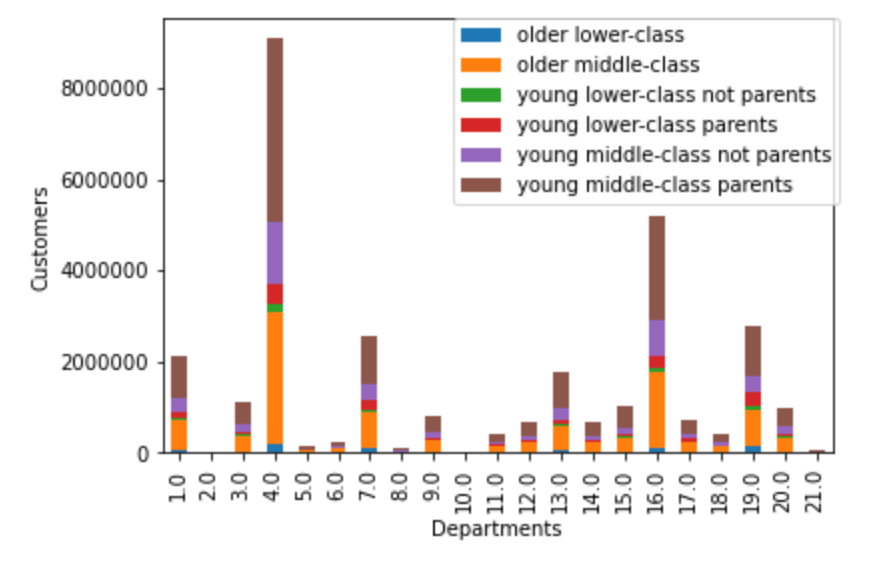 older lower-class
older middle-class
young lower-class not parents
young lower-class parents
young middle-class not parents
young middle-class parents
Customers
8000000
6000000
4000000
2000000
0
1.0 2.0 3.0 4.0 5.0 6.0 7.0 8.0 9.0 10.0 11.0 12.0 13.0 14.0 15.0 16.0 17.0 18.0 19.0 20.0 21.0
Departments